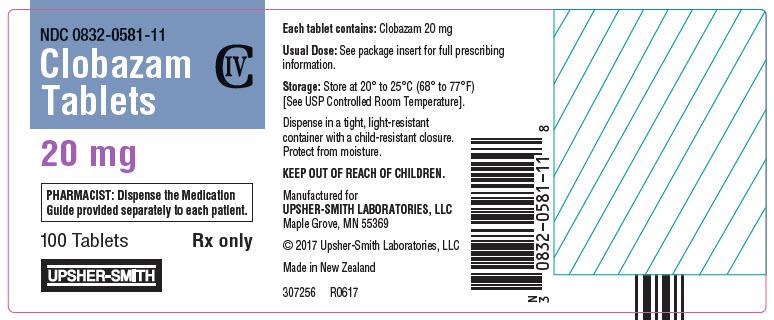 NDC 0832-0581-11
Clobazam
Tablets
CIV
20 mg
PHARMACIST: Dispense the Medication
Guide provided separately to each patient.
100 Tablets Rx only
UPSHER-SMITH
Each tablet contains: Clobazam 20 mg
Usual Dose: See package insert for full prescribing
information.
Storage: Store at 20° to 25°C (68° to 77°F)
[See USP Controlled Room Temperature].
Dispense in a tight, light-resistant
container with a child-resistant closure.
Protect from moisture.
KEEP OUT OF REACH OF CHILDREN.
Manufactured for
UPSHER-SMITH LABORATORIES, LLC
Maple Grove, MN 55369
© 2017 Upsher-Smith Laboratories, LLC
Made in New Zealand
307256 R0617
N
3 0832-0581-11 8